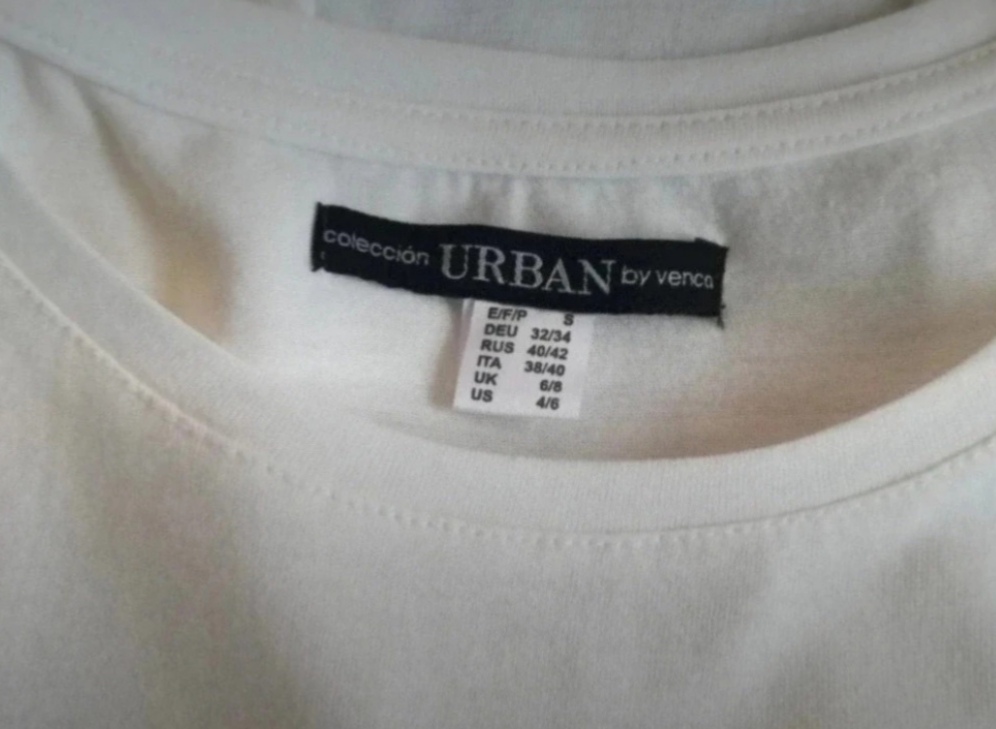 colección URBAN by venca
E/F/P S
DEU 32/34
RUS 40/42
ITA 38/40
UK 6/8
US 4/6